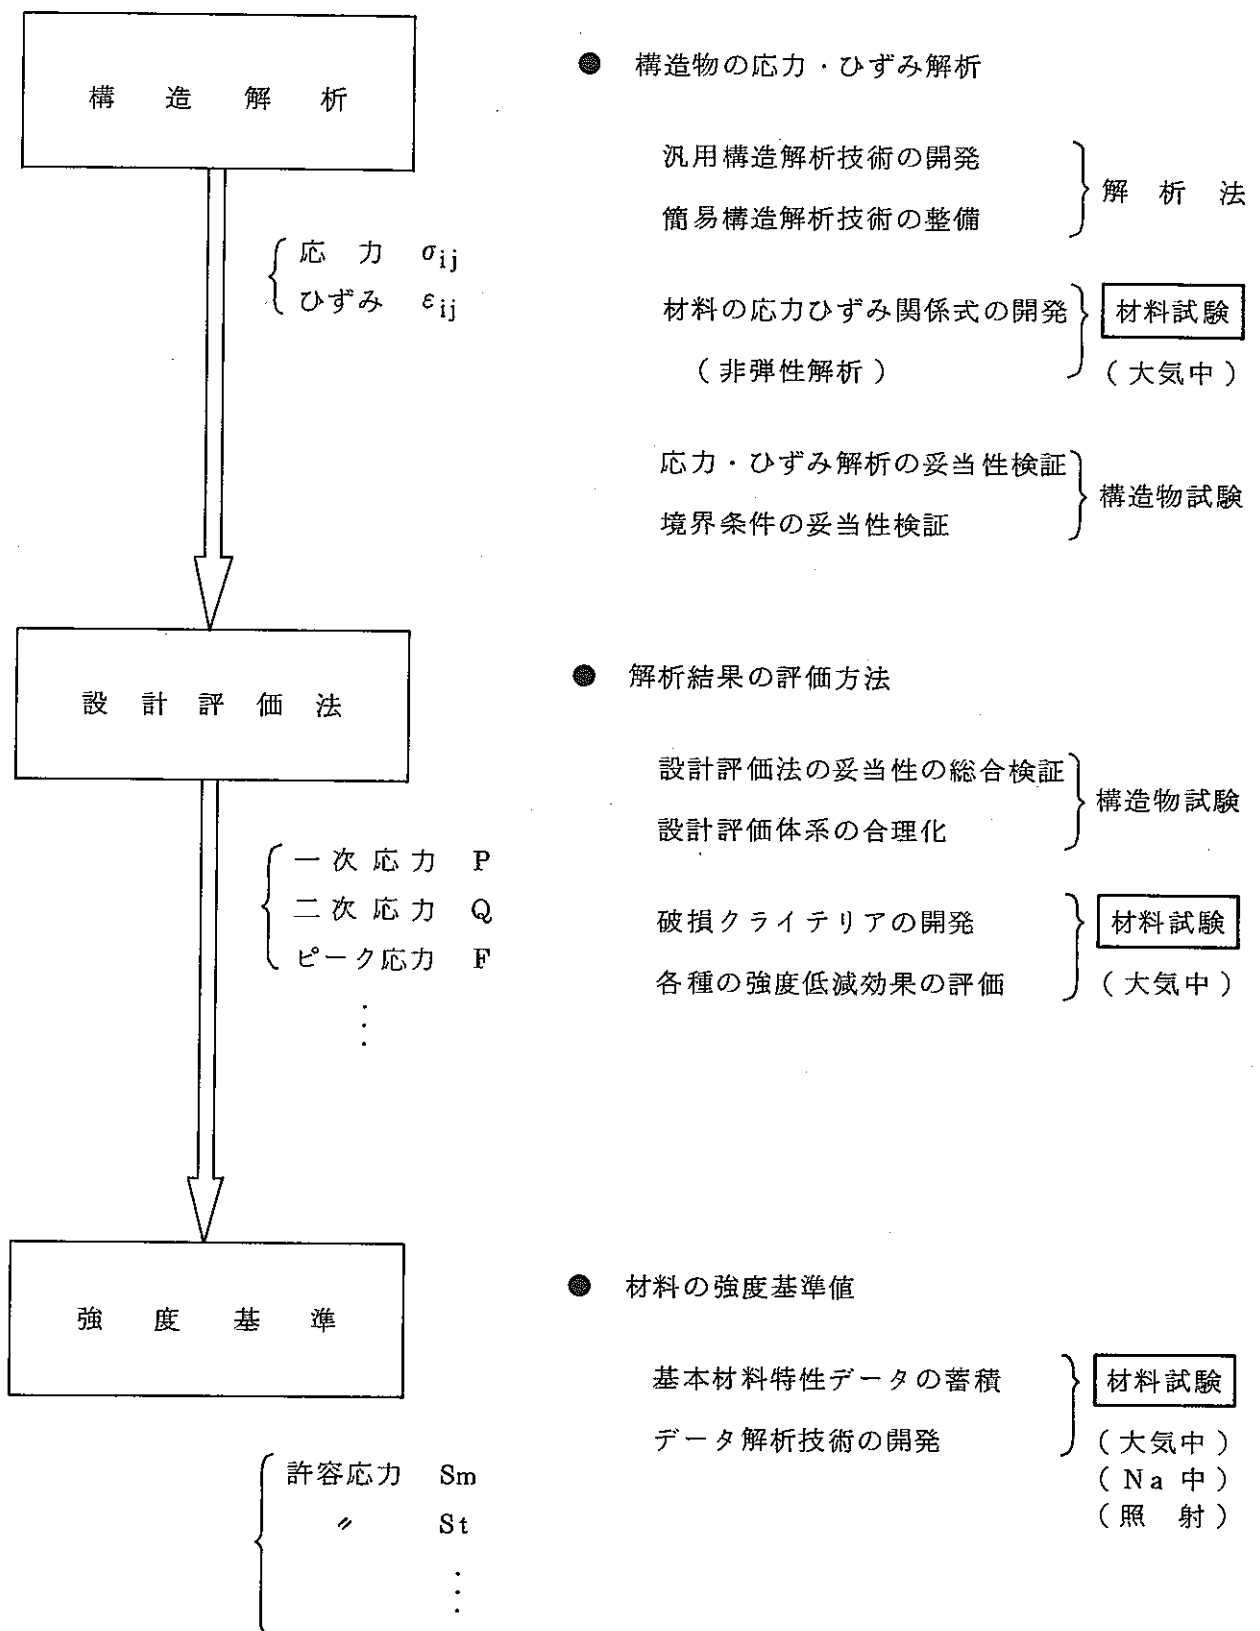 構造解析
● 構造物の応力・ひずみ解析
汎用構造解析技術の開発
簡易構造解析技術の整備
解析法
応力 σij
ひずみ εij
材料の応力ひずみ関係式の開発
（非弾性解析）
材料試験
（大気中）
応力・ひずみ解析の妥当性検証
境界条件の妥当性検証
構造物試験
設計評価法
● 解析結果の評価方法
設計評価法の妥当性の総合検証
設計評価体系の合理化
構造物試験
一次応力 P
二次応力 Q
ピーク応力 F
⋮
破損クライテリアの開発
各種の強度低減効果の評価
材料試験
（大気中）
強度基準
● 材料の強度基準値
基本材料特性データの蓄積
データ解析技術の開発
材料試験
（大気中）
（Na中）
（照射）
許容応力 Sm
〃 St
⋮